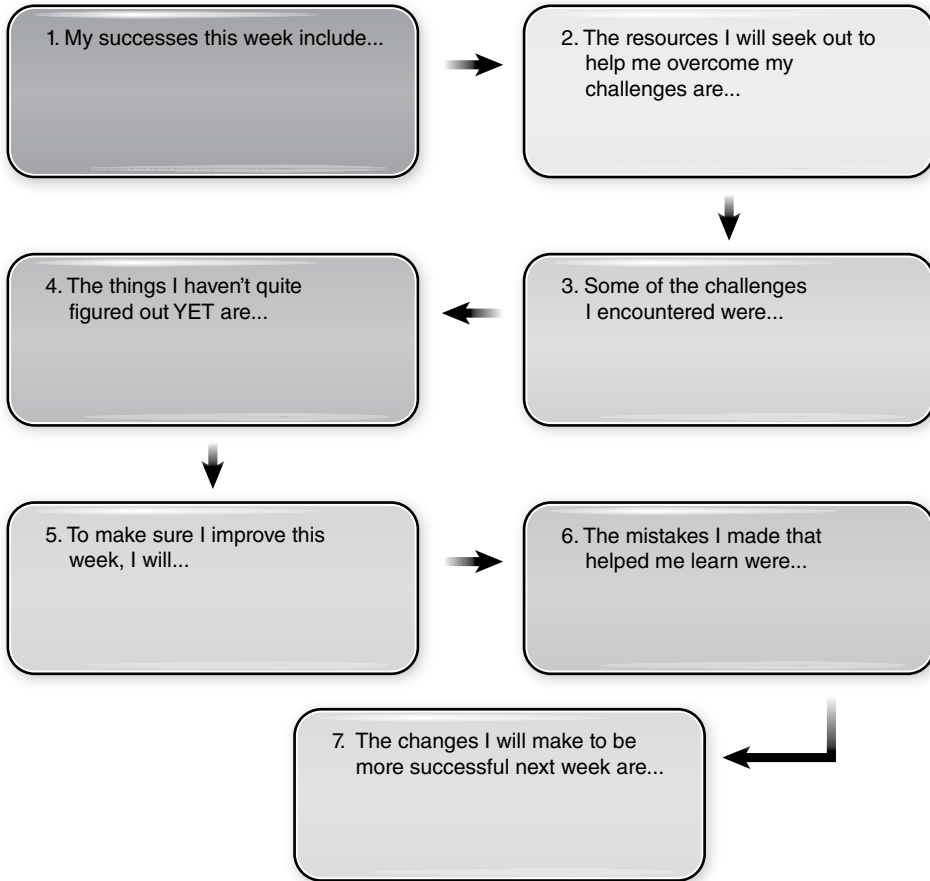 1. My successes this week include...
2. The resources I will seek out to
help me overcome my
challenges are...
3. Some of the challenges
I encountered were...
4. The things I haven't quite
figured out YET are...
5. To make sure I improve this
week, I will...
6. The mistakes I made that
helped me learn were...
7. The changes I will make to be
more successful next week are...